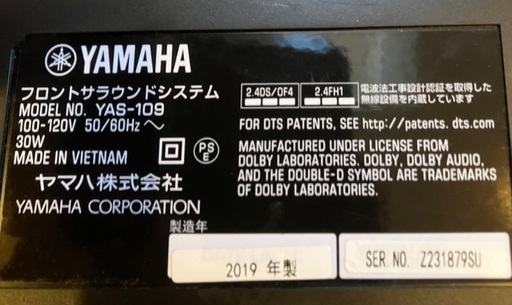 YAMAHA
フロントサラウンドシステム
MODEL NO. YAS-109
100-120V 50/60Hz ～
30W
MADE IN VIETNAM
PS
E
ヤマハ株式会社
YAMAHA CORPORATION
2.4DS/OF4
2.4FH1
電波法工事設計認証を取得した
無線設備を内蔵しています
FOR DTS PATENTS, SEE http://patents.dts.com
MANUFACTURED UNDER LICENSE FROM
DOLBY LABORATORIES. DOLBY, DOLBY AUDIO,
AND THE DOUBLE-D SYMBOL ARE TRADEMARKS
OF DOLBY LABORATORIES.
製造年
2019 年製
SER. NO. Z231879SU